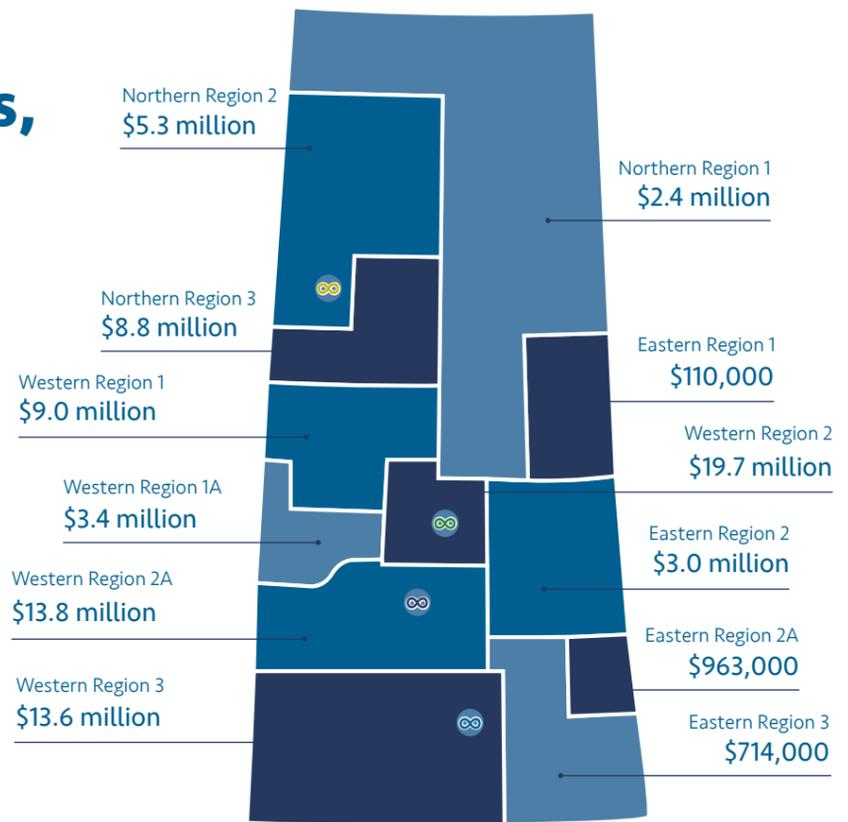 s,
Northern Region 2
$5.3 million
Northern Region 1
$2.4 million
Northern Region 3
$8.8 million
Eastern Region 1
$110,000
Western Region 1
$9.0 million
Western Region 2
$19.7 million
Western Region 1A
$3.4 million
Eastern Region 2
$3.0 million
Western Region 2A
$13.8 million
Eastern Region 2A
$963,000
Western Region 3
$13.6 million
Eastern Region 3
$714,000